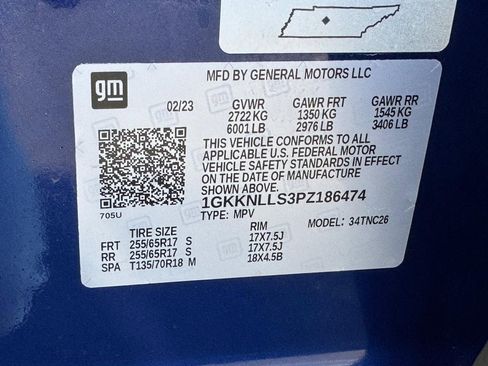 gm
MFD BY GENERAL MOTORS LLC
02/23 GVWR GAWR FRT GAWR RR
2722 KG 1350 KG 1545 KG
6001 LB 2976 LB 3406 LB
THIS VEHICLE CONFORMS TO ALL
APPLICABLE U.S. FEDERAL MOTOR
VEHICLE SAFETY STANDARDS IN EFFECT
ON THE DATE OF MANUFACTURE
SHOWN ABOVE.
1GKKNLLS3PZ186474
705U
TYPE: MPV MODEL: 34TNC26
TIRE SIZE RIM
FRT 255/65R17 S 17X7.5J
RR 255/65R17 S 17X7.5J
SPA T135/70R18 M 18X4.5B